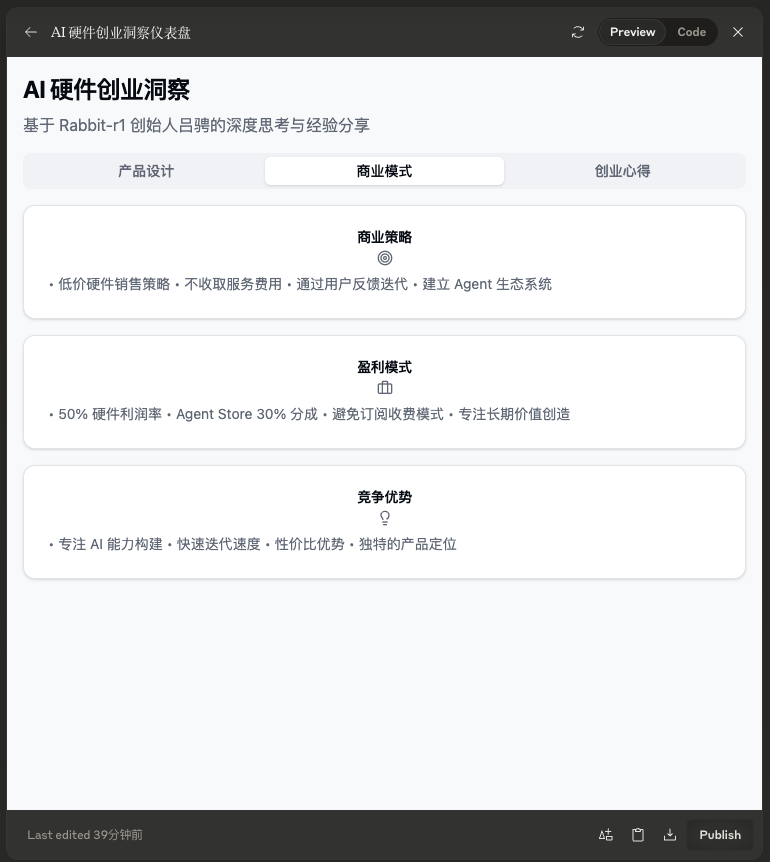 AI 硬件创业洞察仪表盘
Preview
Code
AI 硬件创业洞察
基于 Rabbit-r1 创始人吕骋的深度思考与经验分享
产品设计
商业模式
创业心得
商业策略
• 低价硬件销售策略 • 不收取服务费用 • 通过用户反馈迭代 • 建立 Agent 生态系统
盈利模式
• 50% 硬件利润率 • Agent Store 30% 分成 • 避免订阅收费模式 • 专注长期价值创造
竞争优势
• 专注 AI 能力构建 • 快速迭代速度 • 性价比优势 • 独特的产品定位
Last edited 39分钟前
Publish